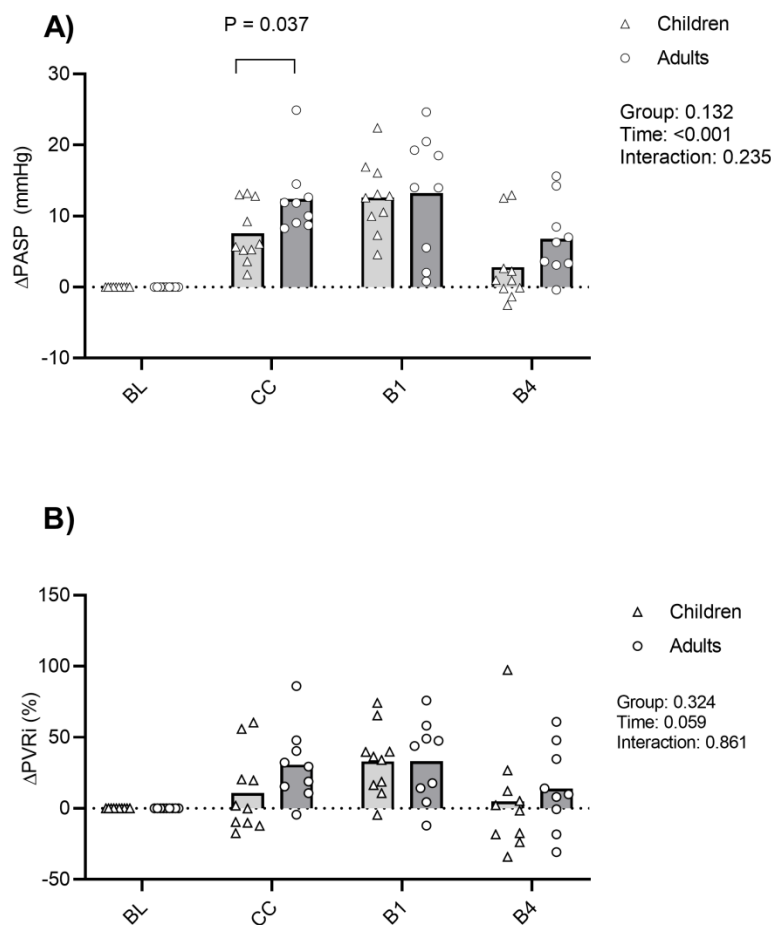 A)
P = 0.037
Children
Adults
Group: 0.132
Time: <0.001
Interaction: 0.235
ΔPASP (mmHg)
30
20
10
0
-10
BL
CC
B1
B4
B)
Children
Adults
Group: 0.324
Time: 0.059
Interaction: 0.861
ΔPVRi (%)
150
100
50
0
-50
BL
CC
B1
B4